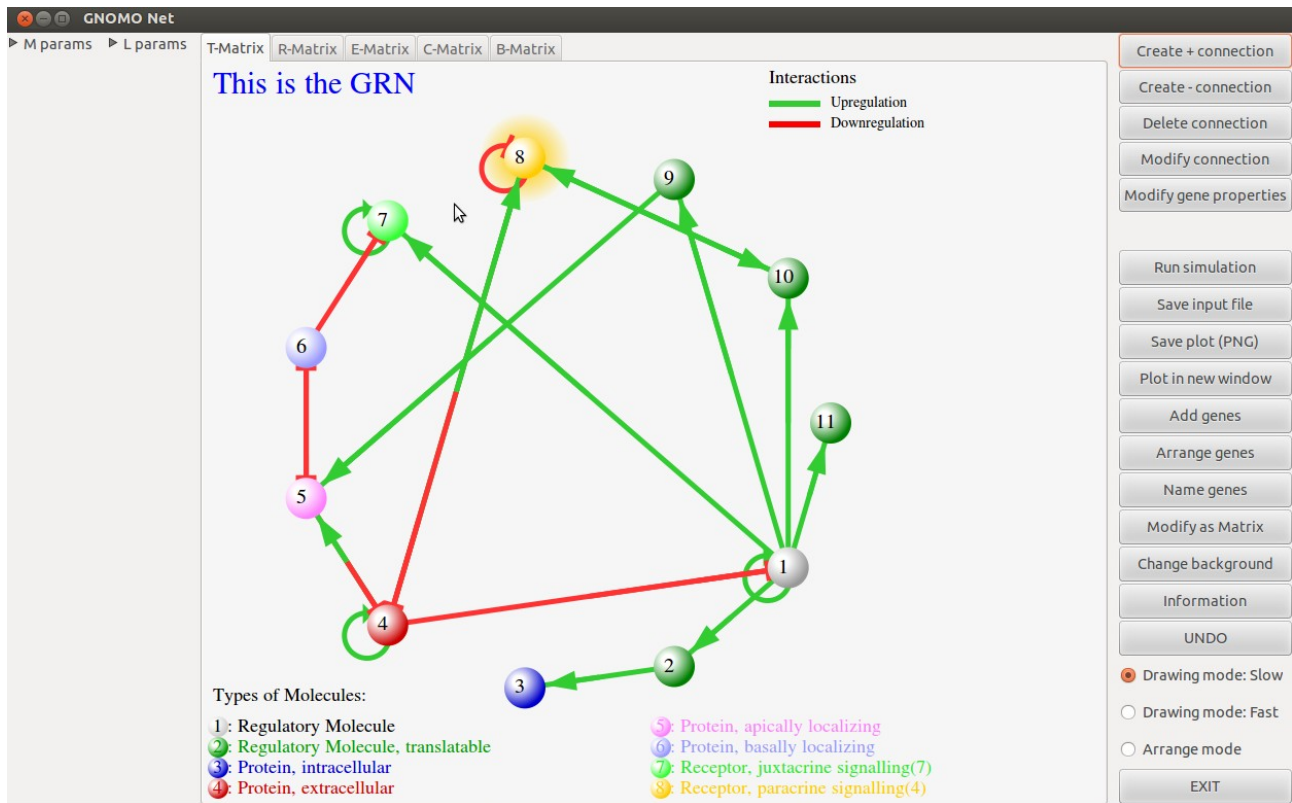 GNOMO Net
M params L params
T-Matrix R-Matrix E-Matrix C-Matrix B-Matrix
This is the GRN
Interactions
Upregulation
Downregulation
8
9
7
10
6
11
5
1
4
2
3
Types of Molecules:
1: Regulatory Molecule
2: Regulatory Molecule, translatable
3: Protein, intracellular
4: Protein, extracellular
5: Protein, apically localizing
6: Protein, basally localizing
7: Receptor, juxtacrine signalling(7)
8: Receptor, paracrine signalling(4)
Create + connection
Create - connection
Delete connection
Modify connection
Modify gene properties
Run simulation
Save input file
Save plot (PNG)
Plot in new window
Add genes
Arrange genes
Name genes
Modify as Matrix
Change background
Information
UNDO
Drawing mode: Slow
Drawing mode: Fast
Arrange mode
EXIT